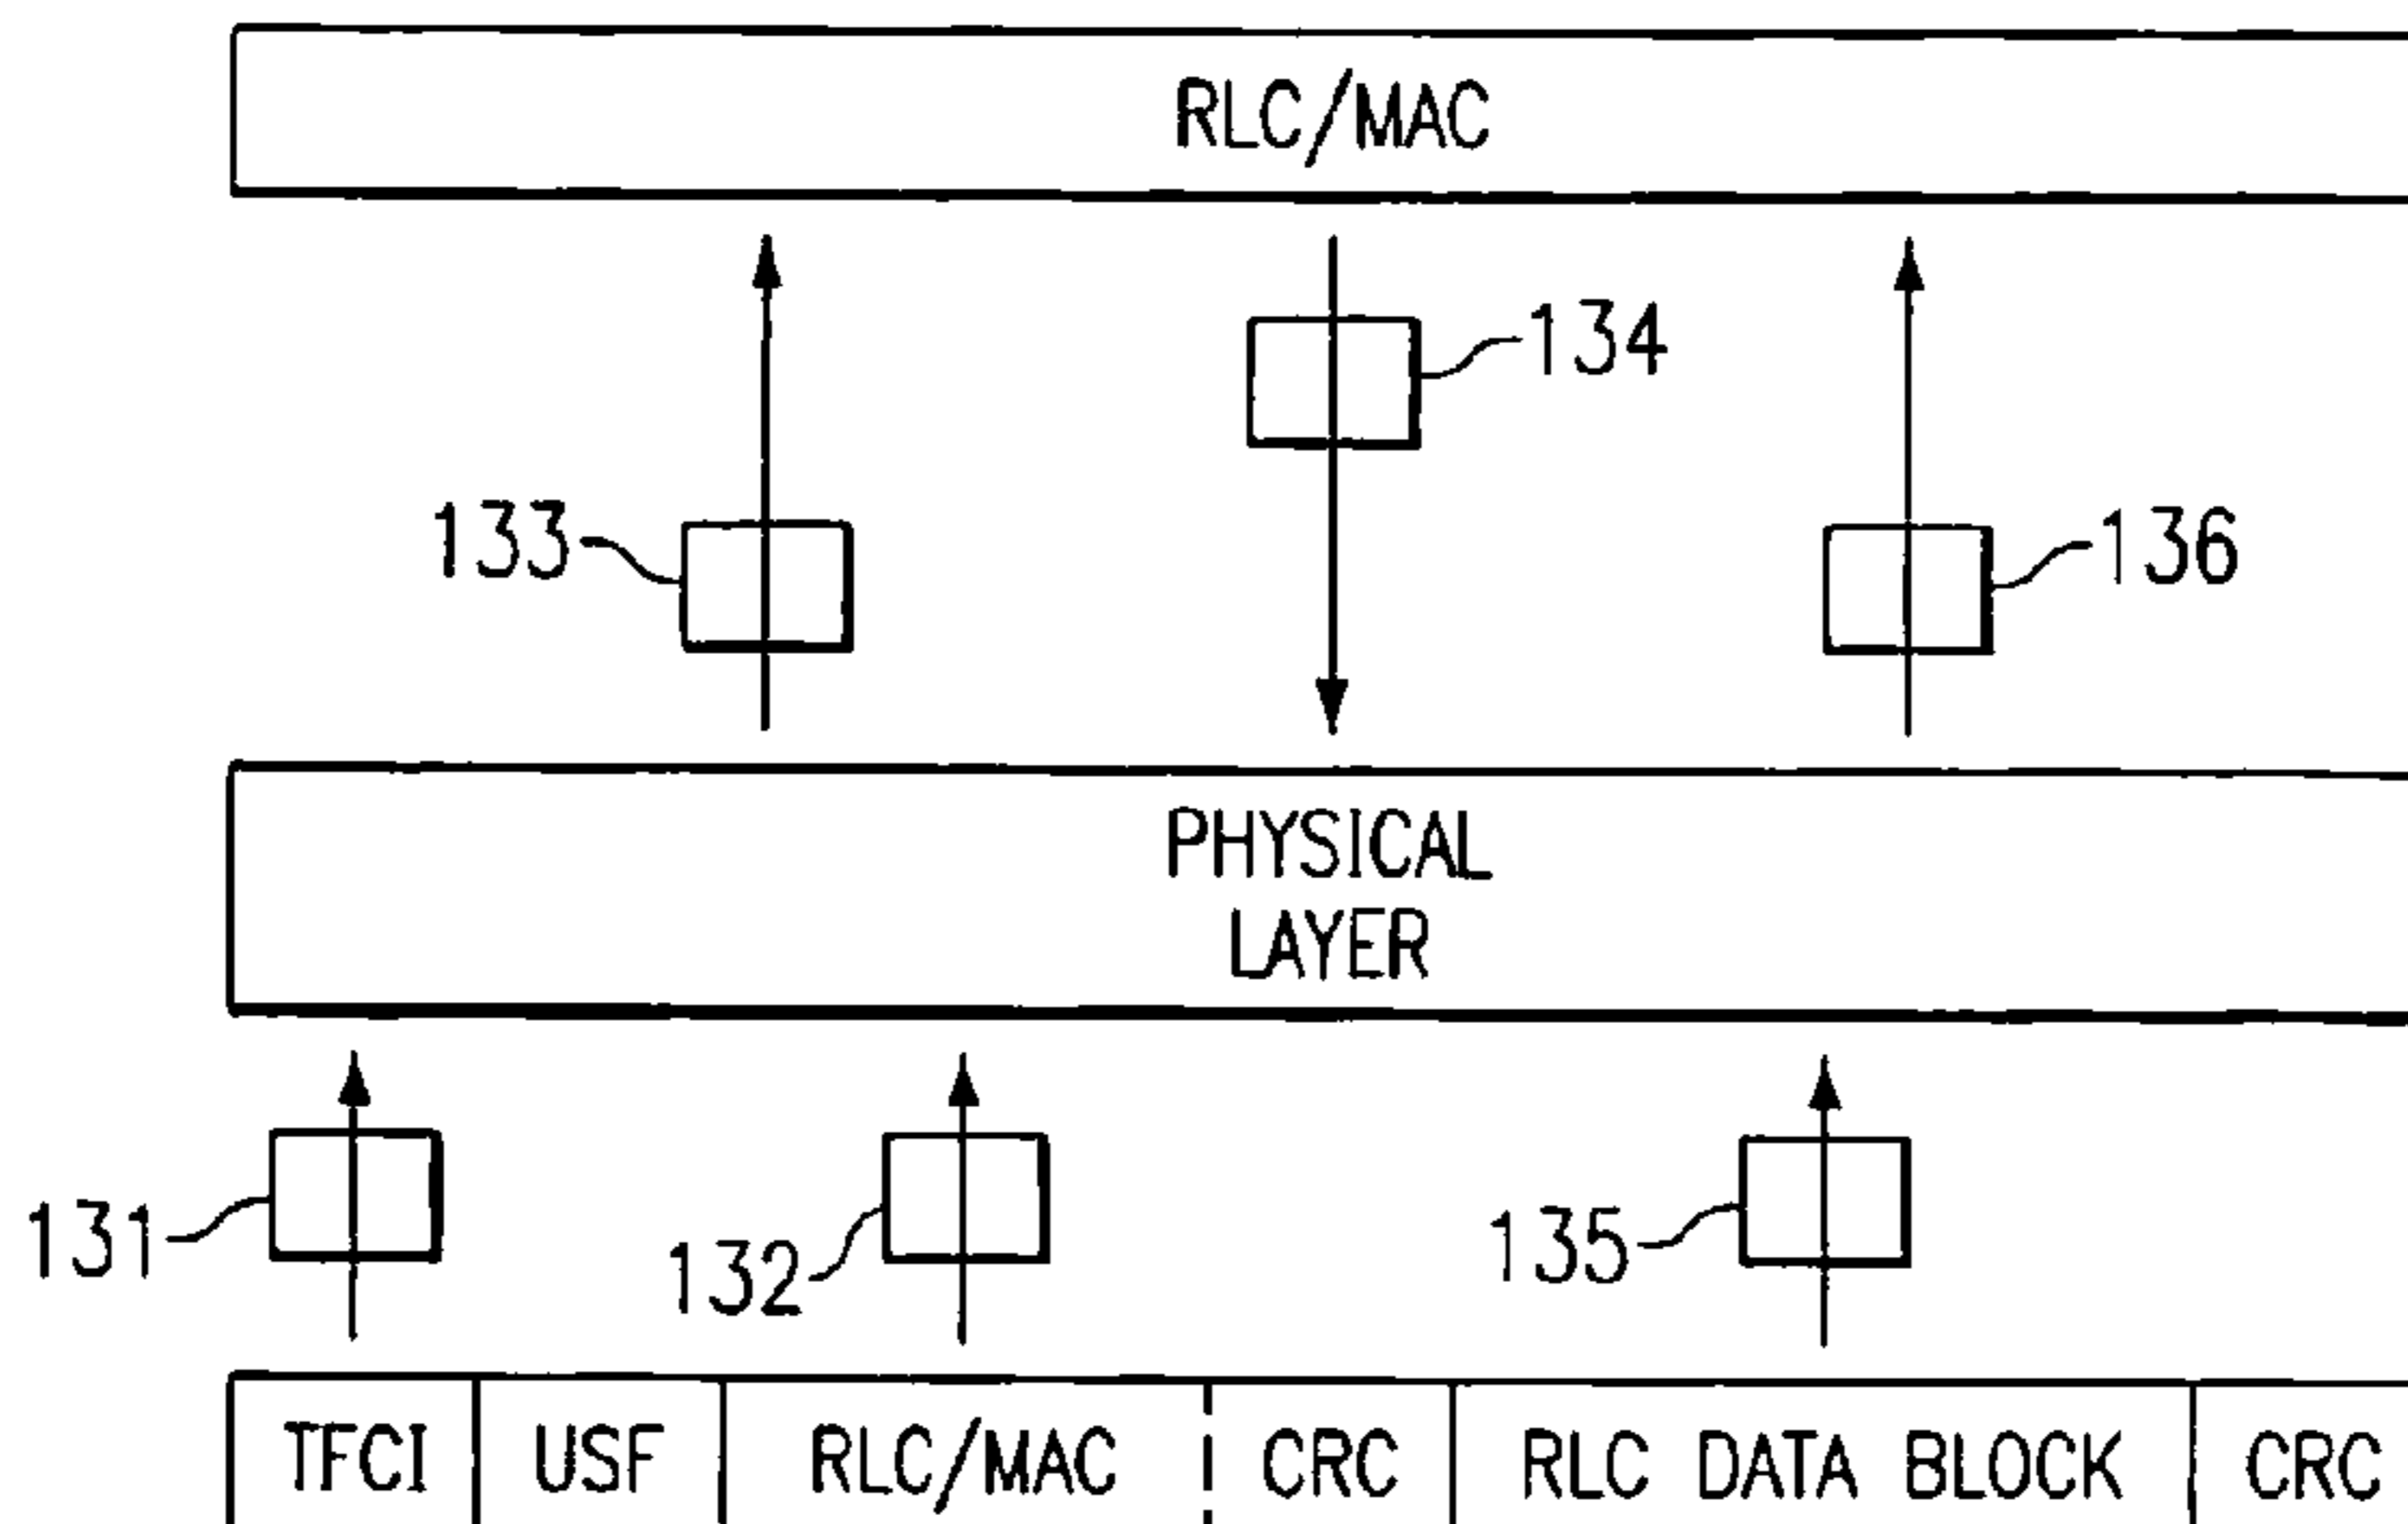 RLC/MAC
134
133
136
PHYSICAL
LAYER
131
132
135
TFCI USF RLC/MAC CRC RLC DATA BLOCK CRC